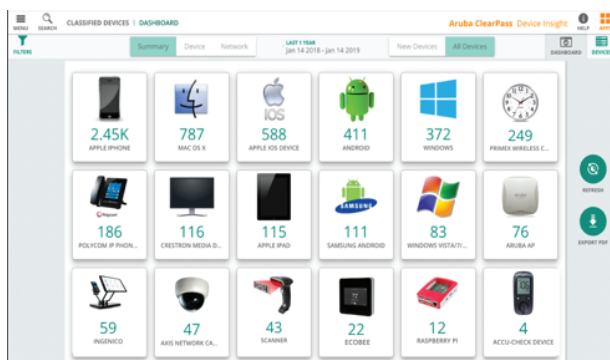 MENU
SEARCH
CLASSIFIED DEVICES | DASHBOARD
Aruba ClearPass Device Insight
HELP
APPS
FILTERS
Summary
Device
Network
LAST 1 YEAR
Jan 14 2018 - Jan 14 2019
New Devices
All Devices
DASHBOARD
DEVICES
2.45K
APPLE IPHONE
787
MAC OS X
iOS
588
APPLE IOS DEVICE
411
ANDROID
372
WINDOWS
249
PRIMEX WIRELESS C...
REFRESH
Polycom
186
POLYCOM IP PHON...
116
CRESTRON MEDIA D...
115
APPLE IPAD
SAMSUNG
111
SAMSUNG ANDROID
83
WINDOWS VISTA/7/...
76
ARUBA AP
EXPORT PDF
59
INGENICO
47
AXIS NETWORK CA...
43
SCANNER
22
ECOBEE
12
RASPBERRY PI
4
ACCU-CHECK DEVICE